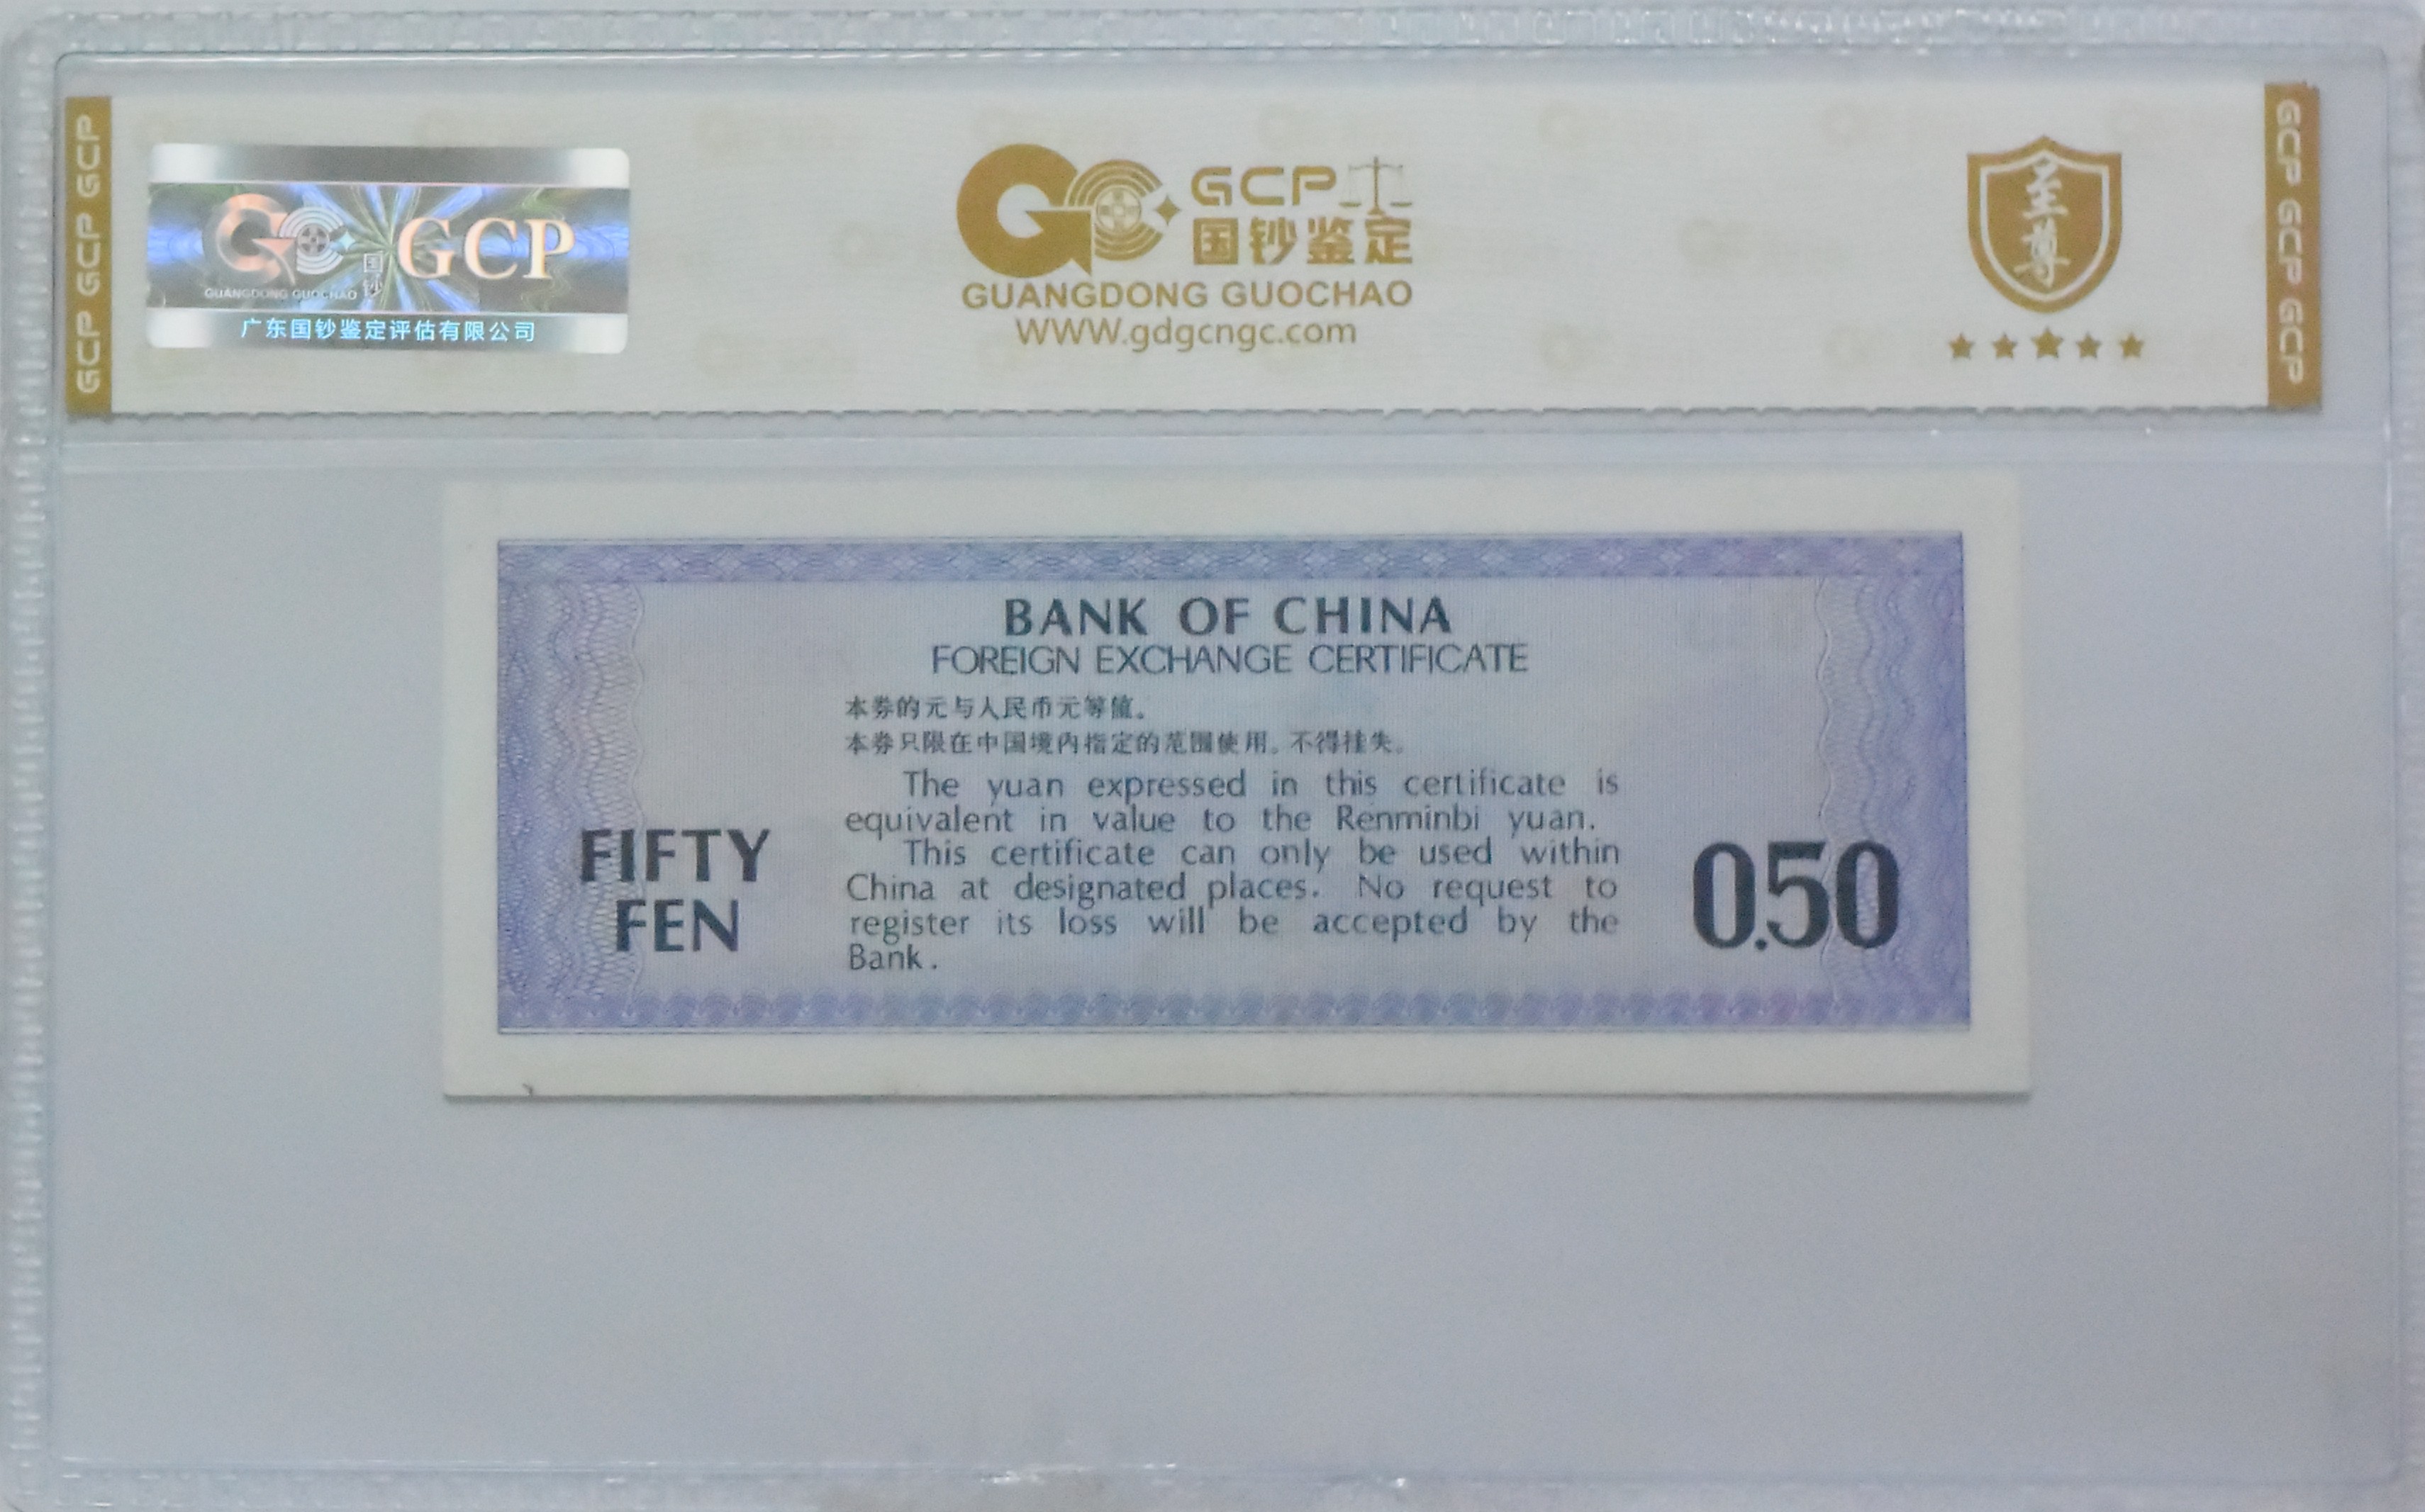 GCP GCP GCP
GCP
GUANGDONG GUOCHAO
国钞
广东国钞鉴定评估有限公司
GCP
国钞鉴定
GUANGDONG GUOCHAO
WWW.gdgcngc.com
至尊
GCP GCP GCP
BANK OF CHINA
FOREIGN EXCHANGE CERTIFICATE
本券的元与人民币元等值。
本券只限在中国境内指定的范围使用。不得挂失。
The yuan expressed in this certificate is
equivalent in value to the Renminbi yuan.
This certificate can only be used within
China at designated places. No request to
register its loss will be accepted by the
Bank.
FIFTY
FEN
0.50